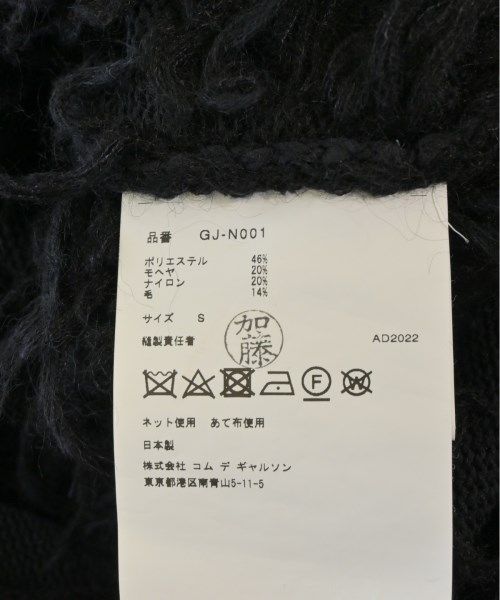 品番 GJ-N001
ポリエステル 46%
モヘヤ 20%
ナイロン 20%
毛 14%
サイズ S
縫製責任者 加藤 AD2022
F W
ネット使用 あて布使用
日本製
株式会社 コム デ ギャルソン
東京都港区南青山5-11-5